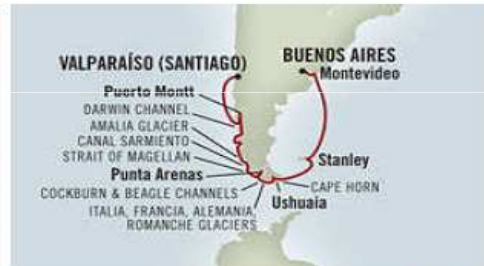 VALPARAÍSO (SANTIAGO)
BUENOS AIRES
Montevideo
Puerto Montt
DARWIN CHANNEL
AMALIA GLACIER
CANAL SARMIENTO
STRAIT OF MAGELLAN
Punta Arenas
COCKBURN & BEAGLE CHANNELS
ITALIA, FRANCIA, ALEMANIA,
ROMANCHE GLACIERS
Stanley
CAPE HORN
Ushuaia